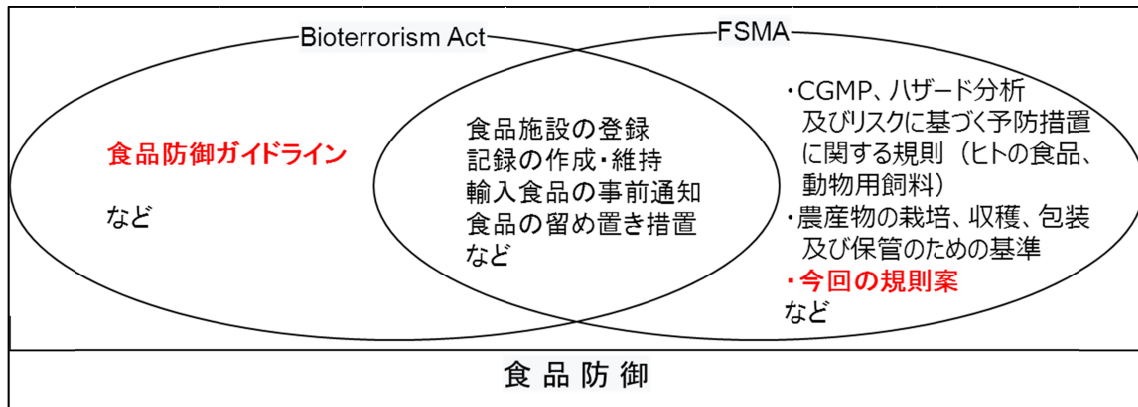 Bioterrorism Act
FSMA
食品防御ガイドライン
など
食品施設の登録
記録の作成・維持
輸入食品の事前通知
食品の留め置き措置
など
・CGMP、ハザード分析
及びリスクに基づく予防措置
に関する規則（ヒトの食品、
動物用飼料）
・農産物の栽培、収穫、包装
及び保管のための基準
・今回の規則案
など
食品防御